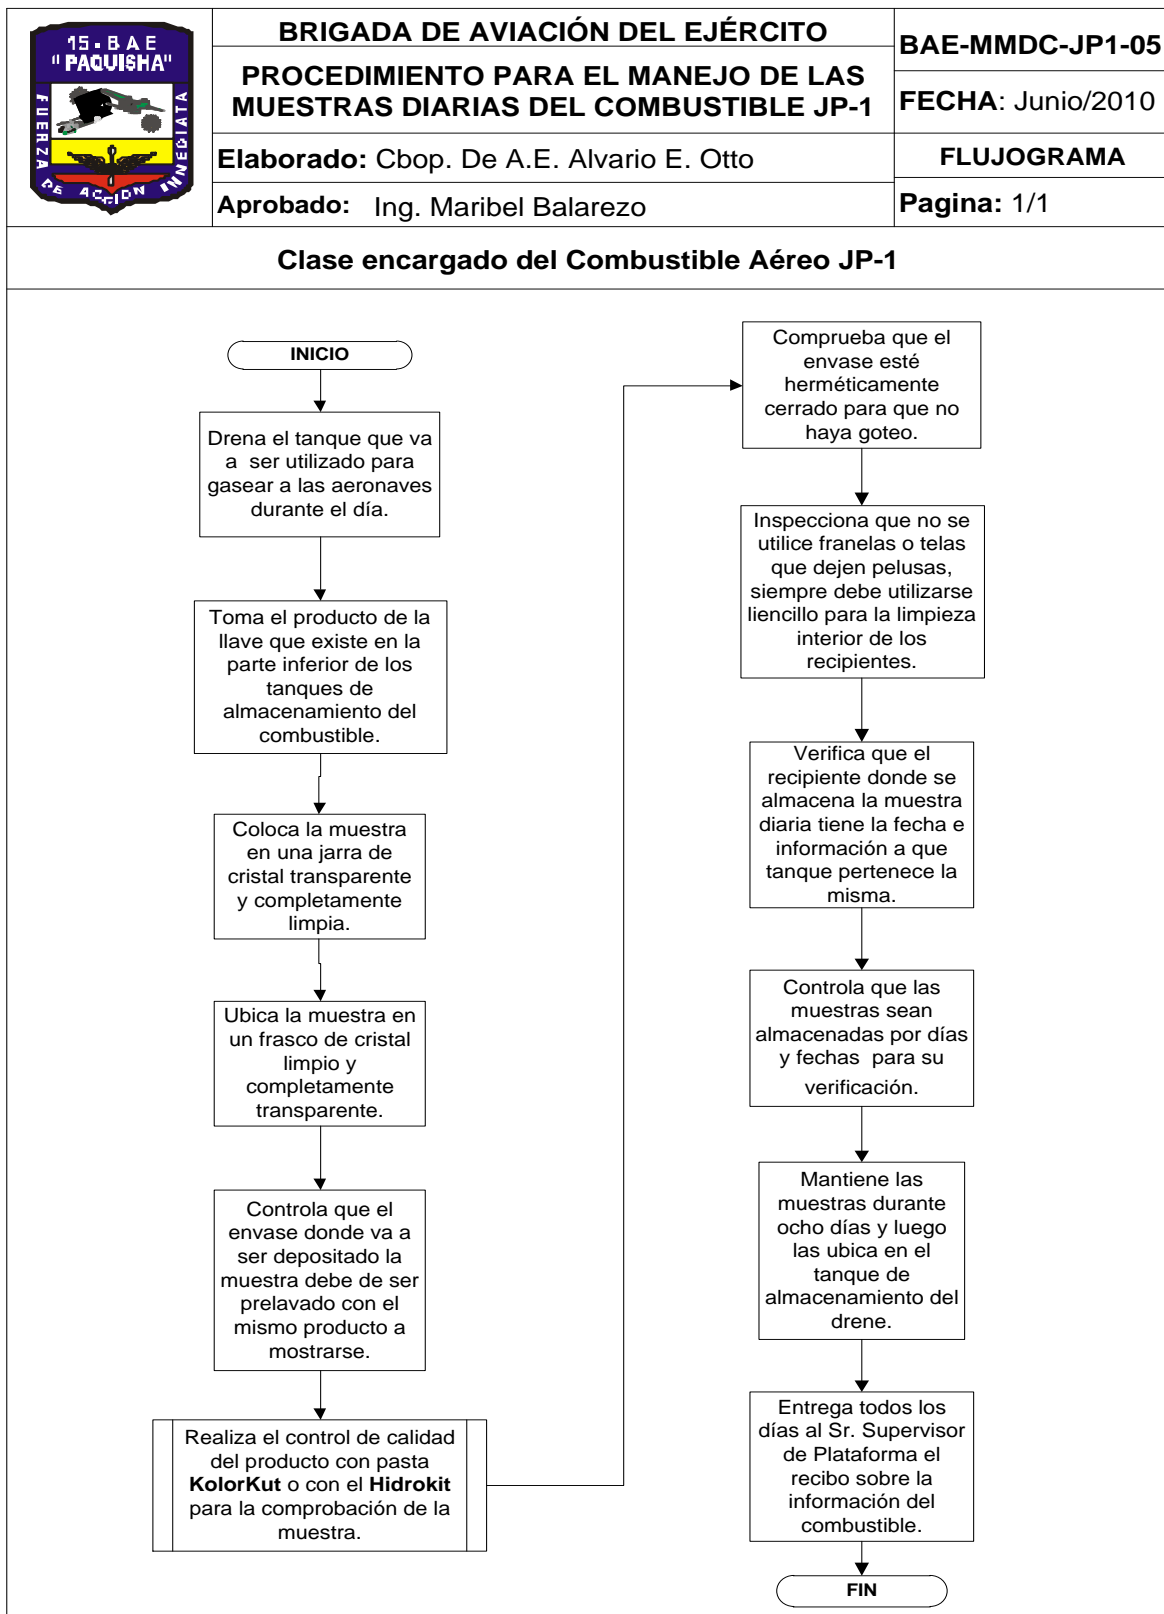 15-BAE
"PAQUISHA"
FUERZA DE ACCION INMEDIATA
BRIGADA DE AVIACIÓN DEL EJÉRCITO
PROCEDIMIENTO PARA EL MANEJO DE LAS
MUESTRAS DIARIAS DEL COMBUSTIBLE JP-1
Elaborado: Cbop. De A.E. Alvario E. Otto
Aprobado: Ing. Maribel Balarezo
BAE-MMDC-JP1-05
FECHA: Junio/2010
FLUJOGRAMA
Pagina: 1/1
Clase encargado del Combustible Aéreo JP-1
INICIO
Drena el tanque que va
a ser utilizado para
gasear a las aeronaves
durante el día.
Toma el producto de la
llave que existe en la
parte inferior de los
tanques de
almacenamiento del
combustible.
Coloca la muestra
en una jarra de
cristal transparente
y completamente
limpia.
Ubica la muestra en
un frasco de cristal
limpio y
completamente
transparente.
Controla que el
envase donde va a
ser depositado la
muestra debe de ser
prelavado con el
mismo producto a
mostrarse.
Realiza el control de calidad
del producto con pasta
KolorKut o con el Hidrokit
para la comprobación de la
muestra.
Comprueba que el
envase esté
herméticamente
cerrado para que no
haya goteo.
Inspecciona que no se
utilice franelas o telas
que dejen pelusas,
siempre debe utilizarse
liencillo para la limpieza
interior de los
recipientes.
Verifica que el
recipiente donde se
almacena la muestra
diaria tiene la fecha e
información a que
tanque pertenece la
misma.
Controla que las
muestras sean
almacenadas por días
y fechas para su
verificación.
Mantiene las
muestras durante
ocho días y luego
las ubica en el
tanque de
almacenamiento del
drene.
Entrega todos los
días al Sr. Supervisor
de Plataforma el
recibo sobre la
información del
combustible.
FIN